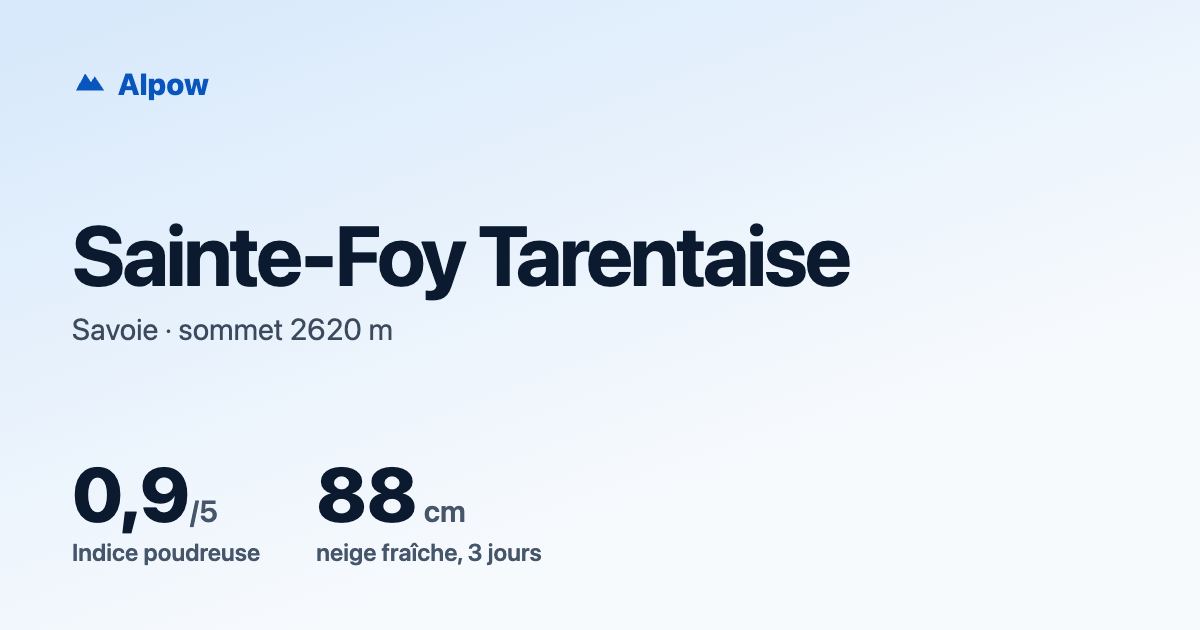 Alpow
Sainte-Foy Tarentaise
Savoie · sommet 2620 m
0,9/5 88 cm
Indice poudreuse neige fraîche, 3 jours